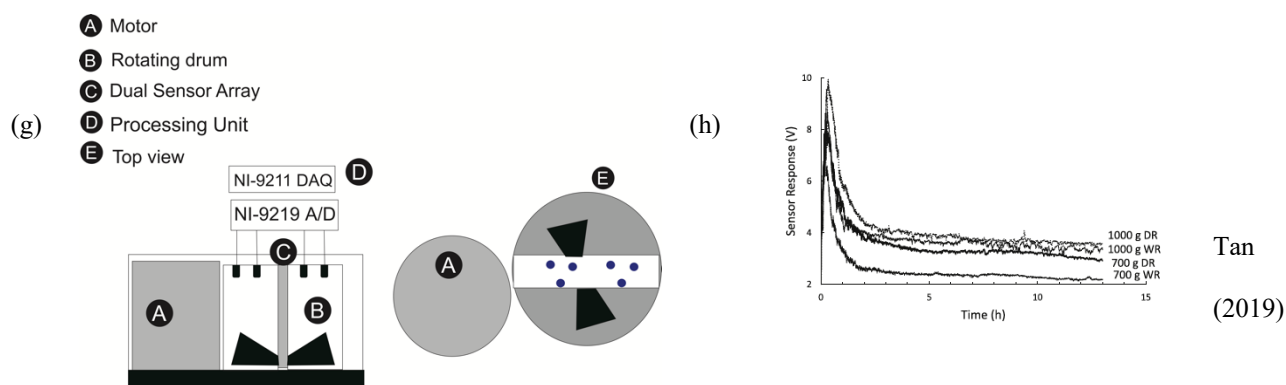 A Motor
B Rotating drum
C Dual Sensor Array
D Processing Unit
E Top view
(g)
NI-9211 DAQ
D
NI-9219 A/D
C
A
B
A
E
(h)
Sensor Response (V)
10
8
6
4
2
0
5
10
15
Time (h)
1000 g DR
1000 g WR
700 g DR
700 g WR
Tan
(2019)